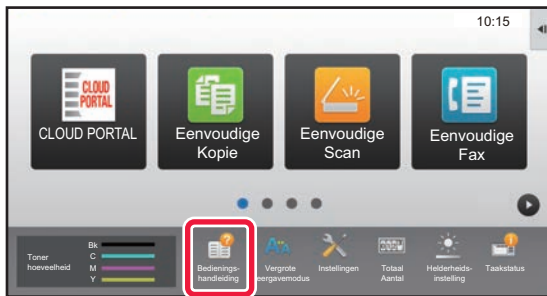 10:15
CLOUD
PORTAL
CLOUD PORTAL
Eenvoudige
Kopie
Eenvoudige
Scan
Eenvoudige
Fax
Toner
hoeveelheid
Bk
C
M
Y
Bedienings-
handleiding
Vergrote
eergavemodus
Instellingen
Totaal
Aantal
Helderheids-
instelling
Taakstatus